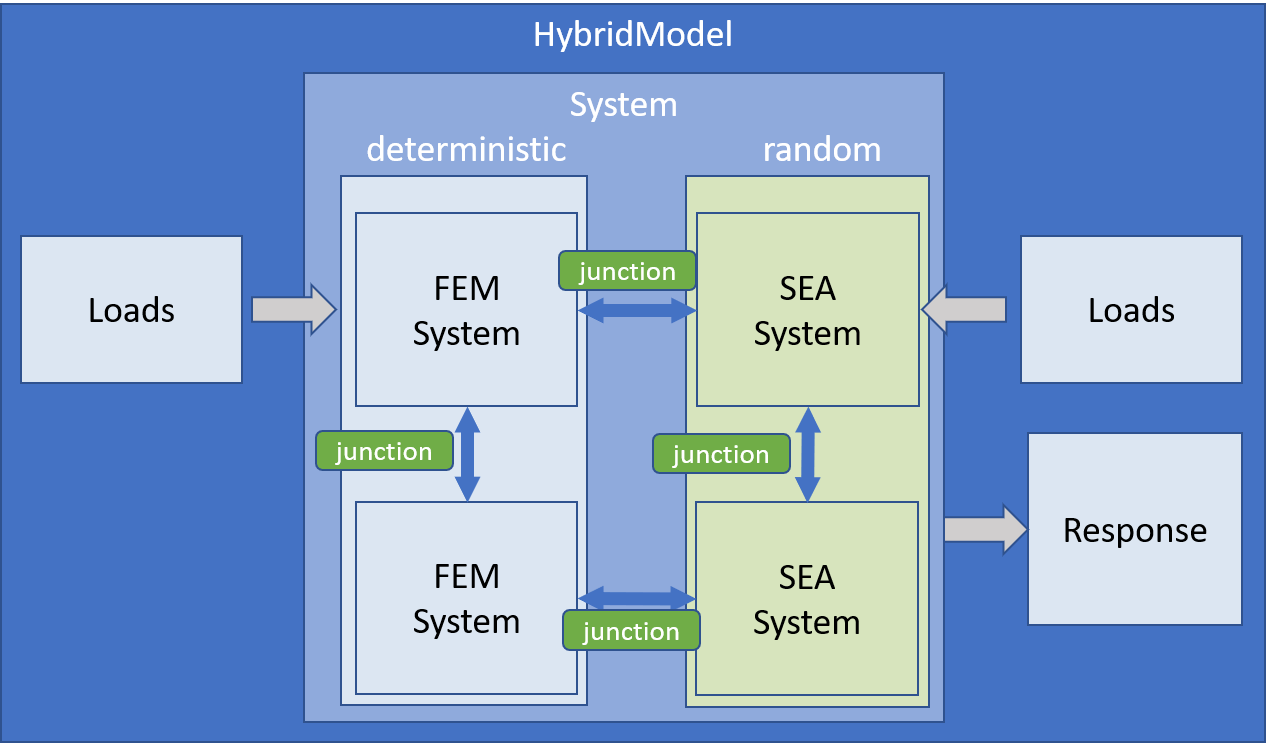 HybridModel
System
deterministic
random
Loads
FEM
System
junction
SEA
System
Loads
junction
junction
FEM
System
junction
SEA
System
Response